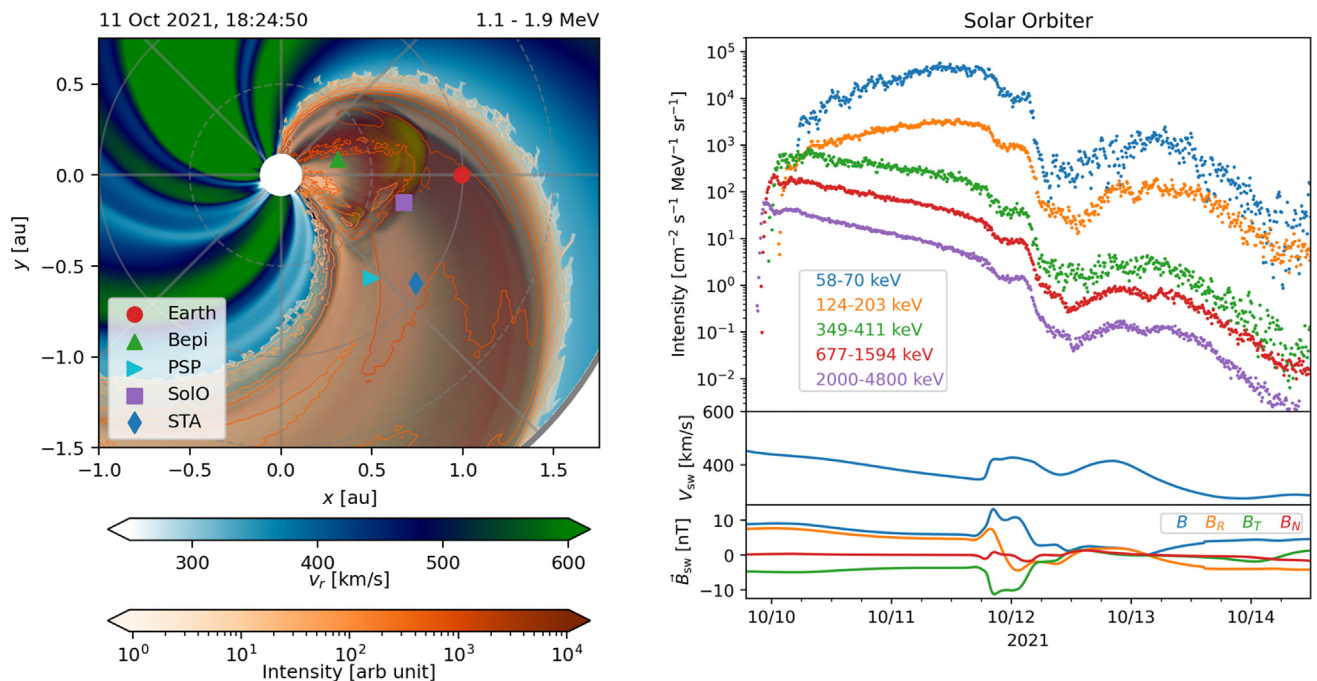 11 Oct 2021, 18:24:50 1.1 - 1.9 MeV
0.5
0.0
−0.5
−1.0
−1.5
y [au]
Earth
Bepi
PSP
SolO
STA
−1.0 −0.5 0.0 0.5 1.0 1.5
x [au]
300 400 500 600
v_r [km/s]
10^0 10^1 10^2 10^3 10^4
Intensity [arb unit]
Solar Orbiter
10^5
10^4
10^3
10^2
10^1
10^0
10^−1
10^−2
Intensity [cm^−2 s^−1 MeV^−1 sr^−1]
58-70 keV
124-203 keV
349-411 keV
677-1594 keV
2000-4800 keV
600
400
V_sw [km/s]
10
0
−10
B⃗_sw [nT]
B B_R B_T B_N
10/10 10/11 10/12 10/13 10/14
2021